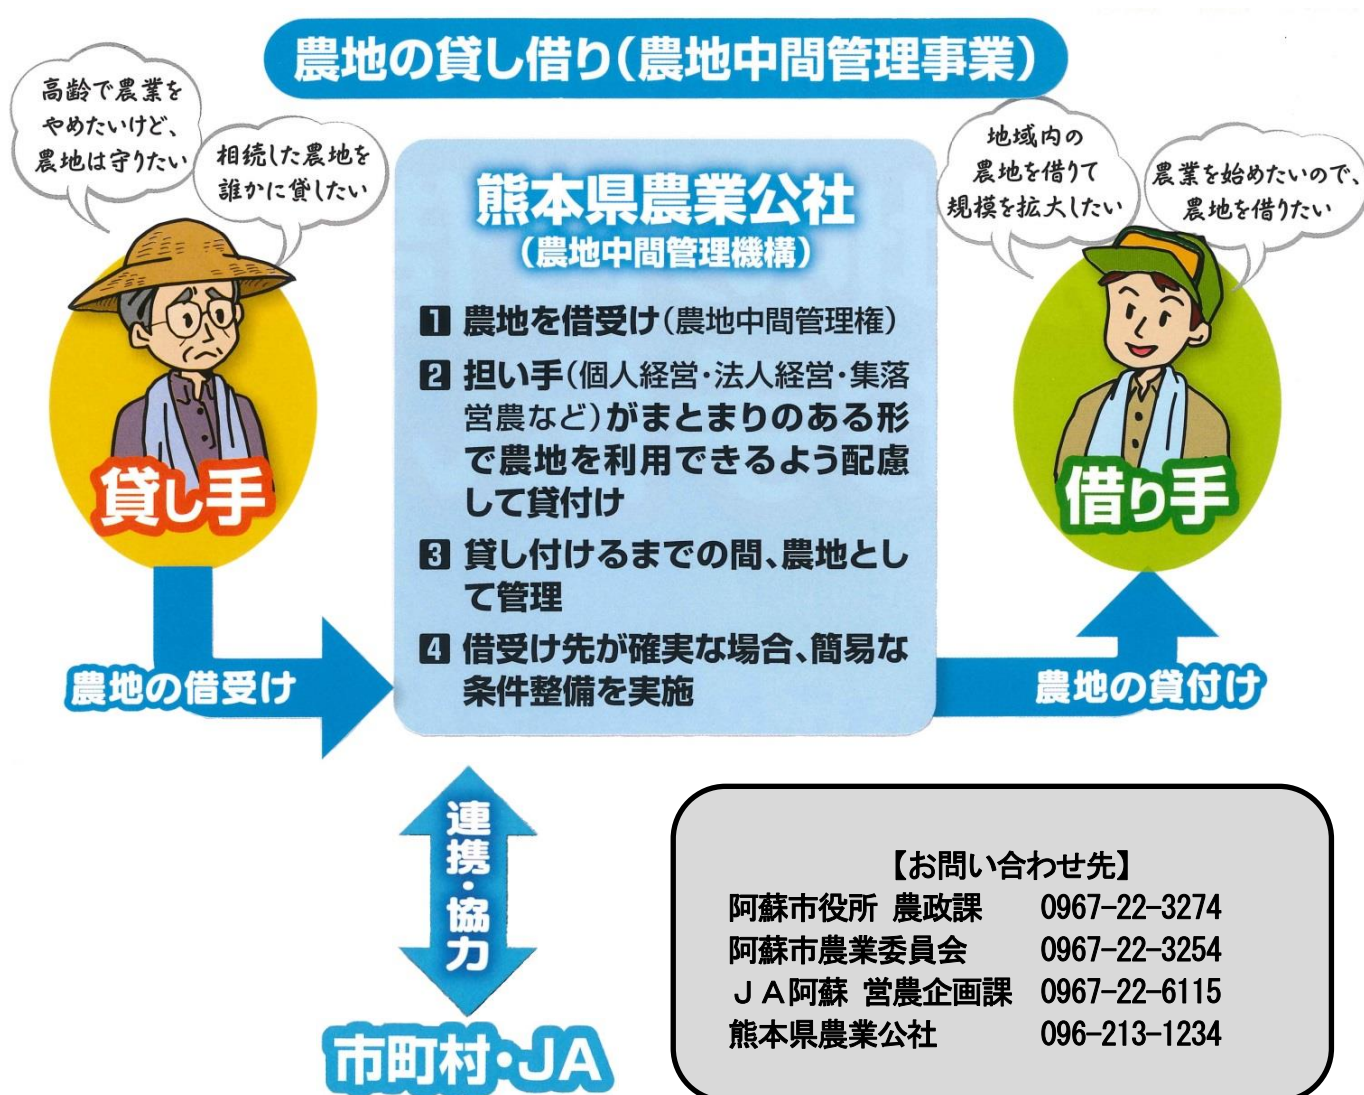 農地の貸し借り（農地中間管理事業）
高齢で農業を
やめたいけど、
農地は守りたい
相続した農地を
誰かに貸したい
地域内の
農地を借りて
規模を拡大したい
農業を始めたいので、
農地を借りたい
貸し手
借り手
熊本県農業公社
（農地中間管理機構）
1 農地を借受け（農地中間管理権）
2 担い手（個人経営・法人経営・集落
営農など）がまとまりのある形
で農地を利用できるよう配慮
して貸付け
3 貸し付けるまでの間、農地とし
て管理
4 借受け先が確実な場合、簡易な
条件整備を実施
農地の借受け
農地の貸付け
連携・協力
市町村・JA
【お問い合わせ先】
阿蘇市役所 農政課 0967-22-3274
阿蘇市農業委員会 0967-22-3254
ＪＡ阿蘇 営農企画課 0967-22-6115
熊本県農業公社 096-213-1234